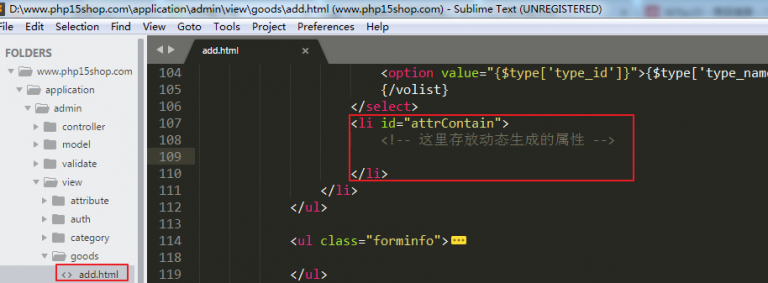 D:\www.php15shop.com\application\admin\view\goods\add.html (www.php15shop.com) - Sublime Text (UNREGISTERED)
File Edit Selection Find View Goto Tools Project Preferences Help
FOLDERS
www.php15shop.com
application
admin
controller
model
validate
view
attribute
auth
category
goods
<> add.html
add.html ×
104 <option value="{$type['type_id']}">{$type['type_name
105 {/volist}
106 </select>
107 <li id="attrContain">
108 <!-- 这里存放动态生成的属性 -->
109
110 </li>
111 </li>
112 </ul>
113
114 <ul class="forminfo">
118
119 </ul>